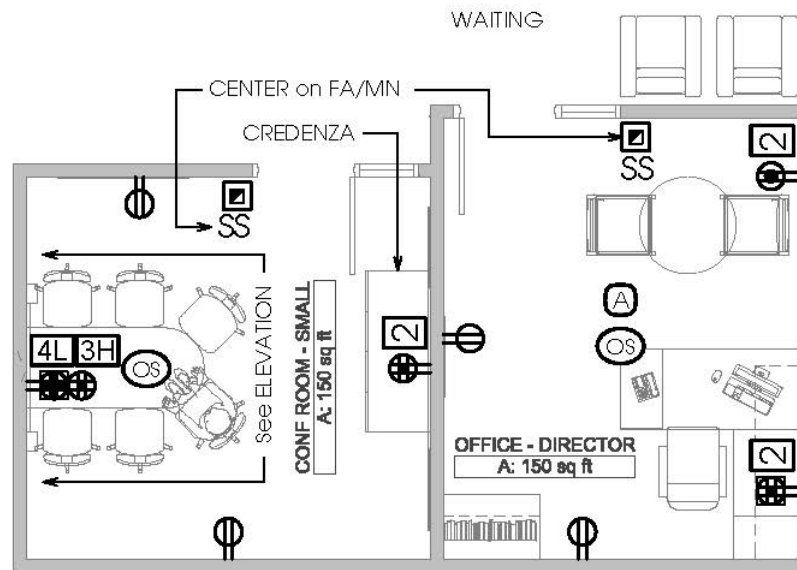 WAITING
CENTER on FA/MN
CREDENZA
SS
SS
2
A
OS
4L
3H
OS
See ELEVATION
CONF ROOM - SMALL
A: 150 sq ft
2
OFFICE - DIRECTOR
A: 150 sq ft
2